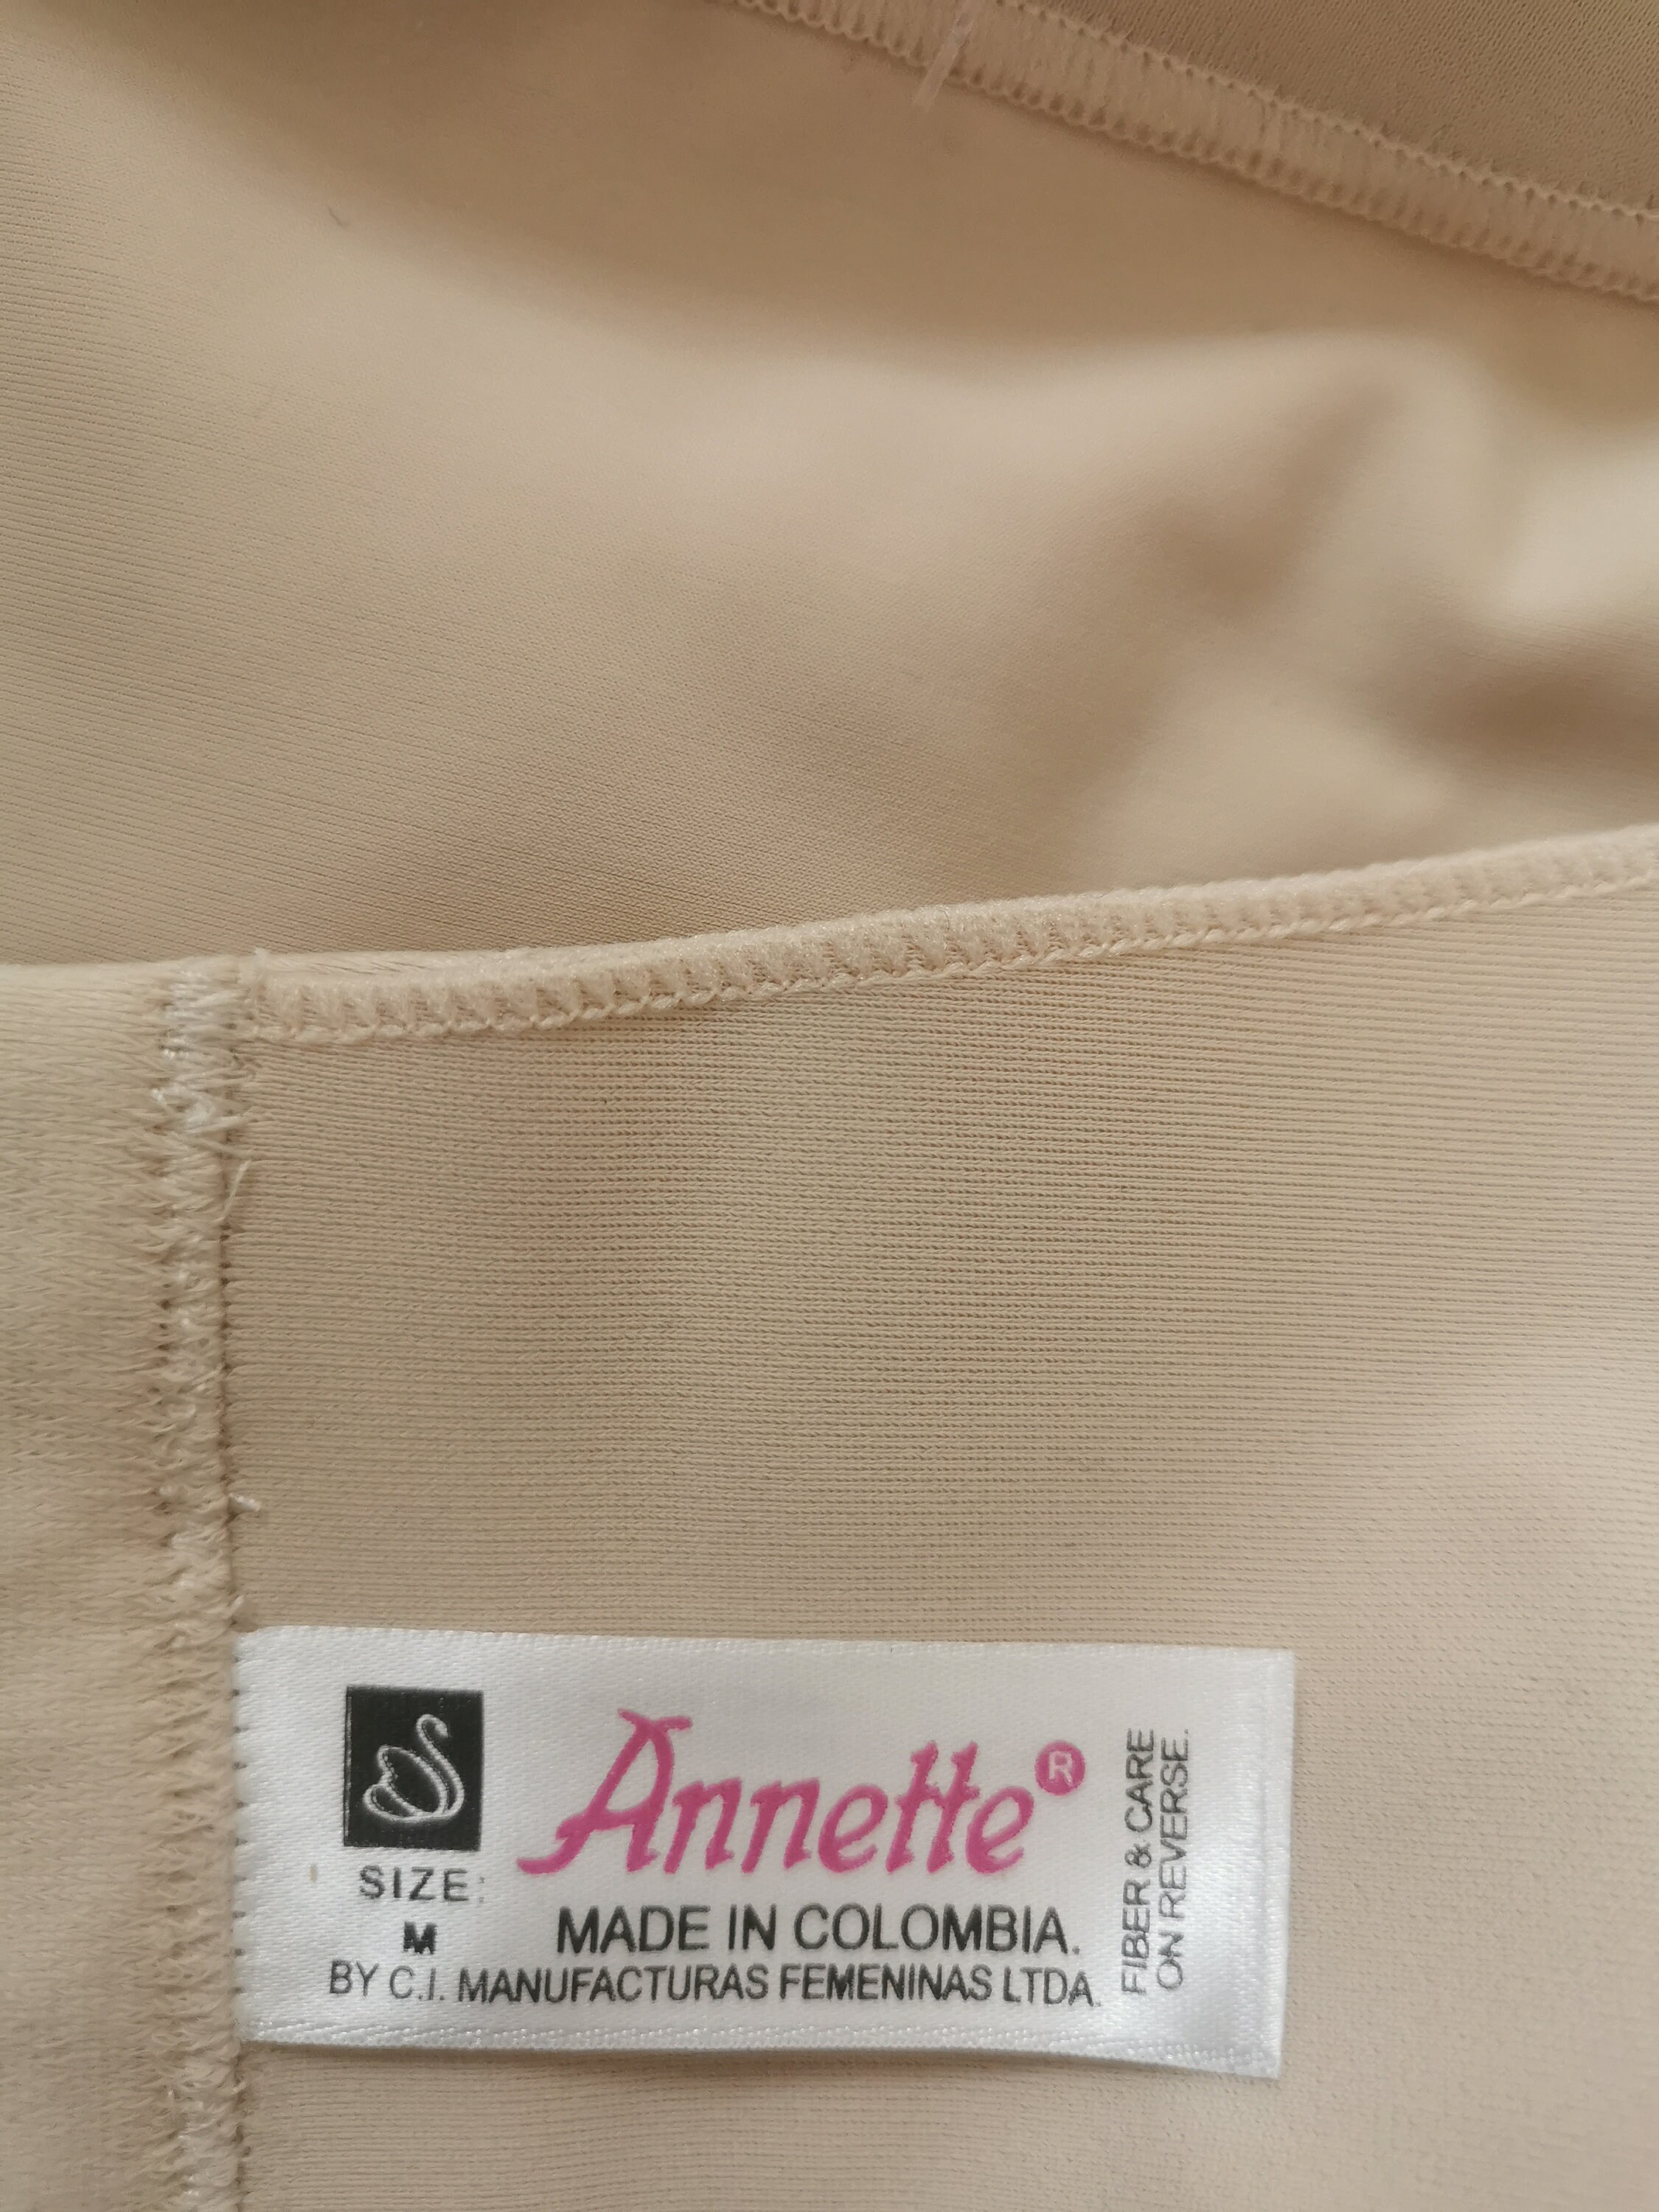 Annette®
SIZE:
M
MADE IN COLOMBIA.
BY C.I. MANUFACTURAS FEMENINAS LTDA.
FIBER & CARE
ON REVERSE.